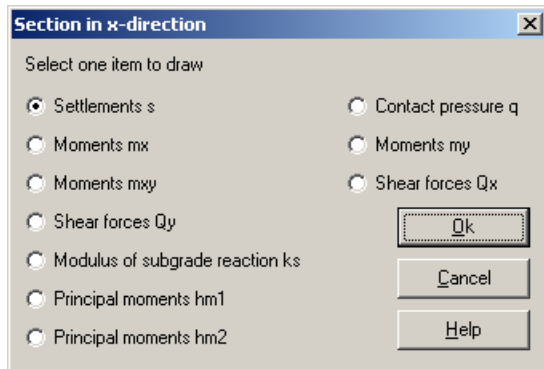 Section in x-direction
Select one item to draw
Settlements s
Contact pressure q
Moments mx
Moments my
Moments mxy
Shear forces Qx
Shear forces Qy
Ok
Modulus of subgrade reaction ks
Cancel
Principal moments hm1
Principal moments hm2
Help